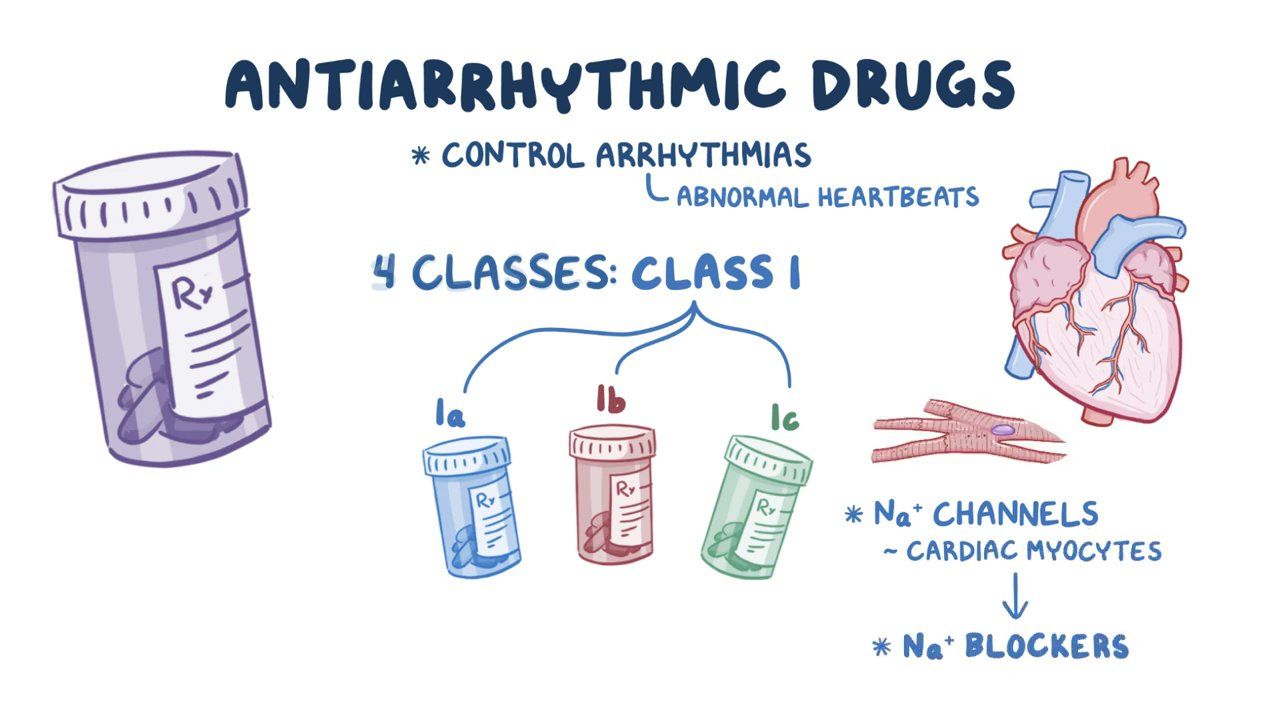 ANTIARRHYTHMIC DRUGS
* CONTROL ARRHYTHMIAS
ABNORMAL HEARTBEATS
4 CLASSES: CLASS I
Rx
Ia
Ib
Ic
Rx
Rx
Rx
* Na⁺ CHANNELS
~ CARDIAC MYOCYTES
* Na⁺ BLOCKERS